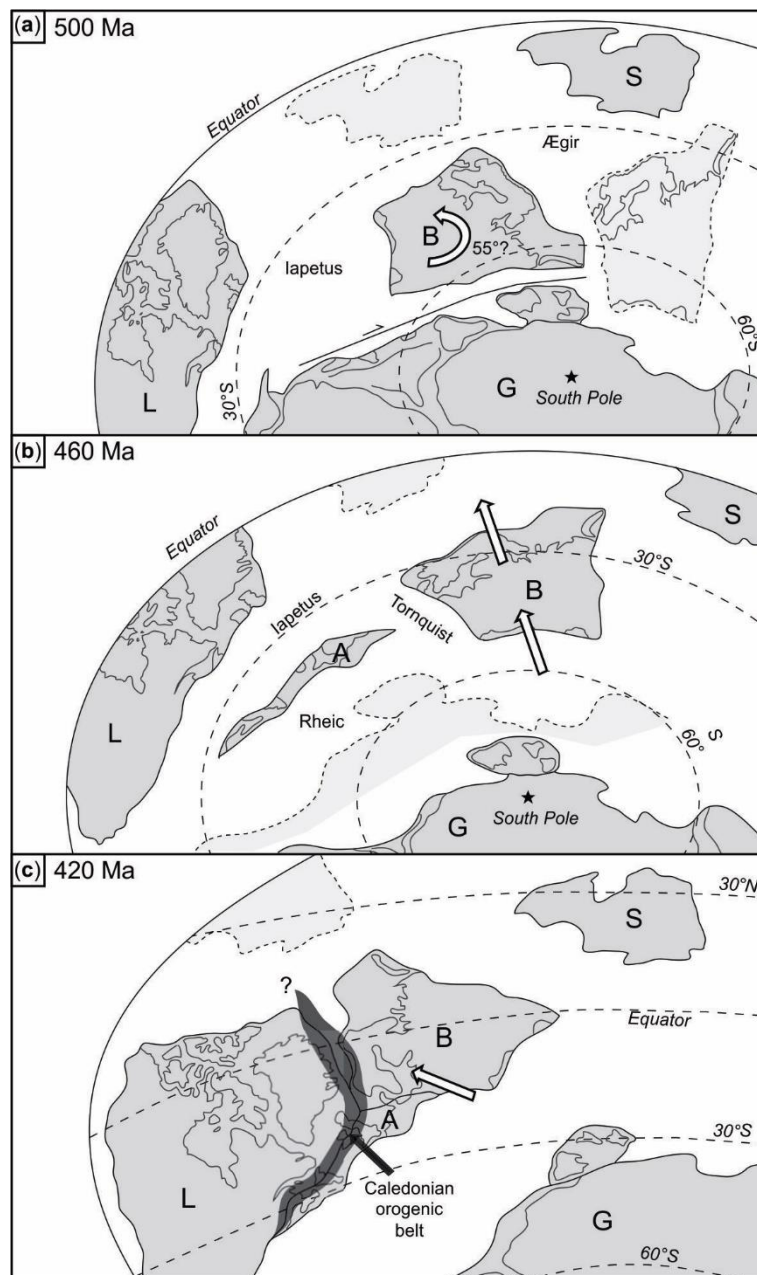 (a) 500 Ma
S
Equator
Ægir
B
55°?
Iapetus
60°S
30°S
L
G
South Pole
(b) 460 Ma
S
Equator
30°S
B
Iapetus
Tornquist
A
L
Rheic
S
60°
G
South Pole
(c) 420 Ma
30°N
S
?
Equator
B
A
30°S
L
Caledonian
orogenic
belt
G
60°S